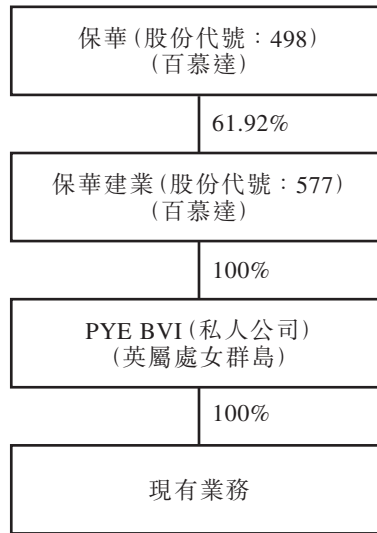 保華(股份代號：498)
(百慕達)
61.92%
保華建業(股份代號：577)
(百慕達)
100%
PYE BVI(私人公司)
(英屬處女群島)
100%
現有業務